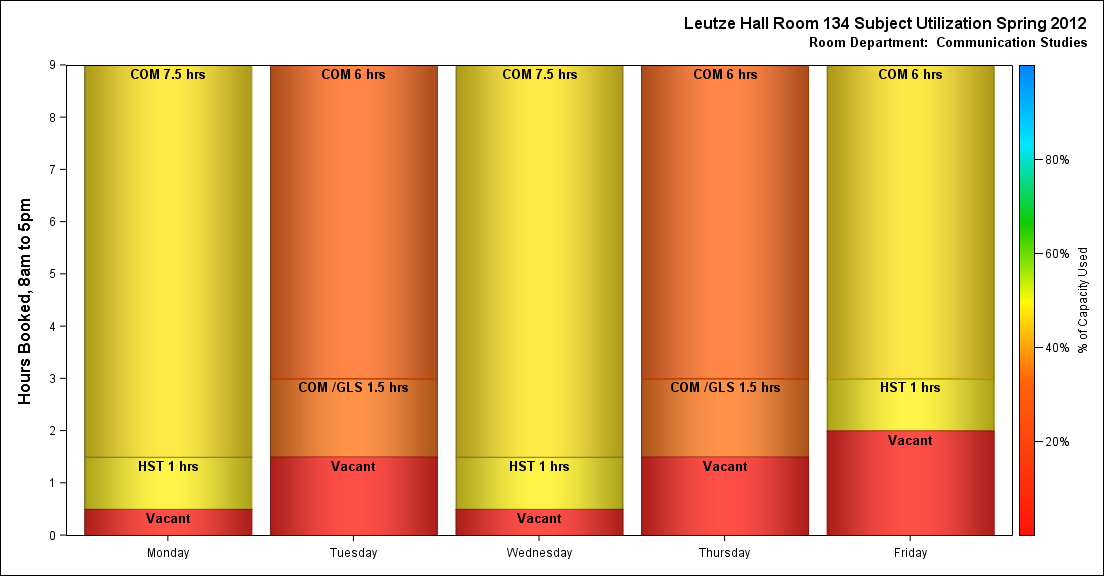 Leutze Hall Room 134 Subject Utilization Spring 2012
Room Department:  Communication Studies
Hours Booked, 8am to 5pm
9
8
7
6
5
4
3
2
1
0
COM 7.5 hrs
HST 1 hrs
Vacant
COM 6 hrs
COM /GLS 1.5 hrs
Vacant
COM 7.5 hrs
HST 1 hrs
Vacant
COM 6 hrs
COM /GLS 1.5 hrs
Vacant
COM 6 hrs
HST 1 hrs
Vacant
Monday
Tuesday
Wednesday
Thursday
Friday
80%
60%
40%
20%
% of Capacity Used